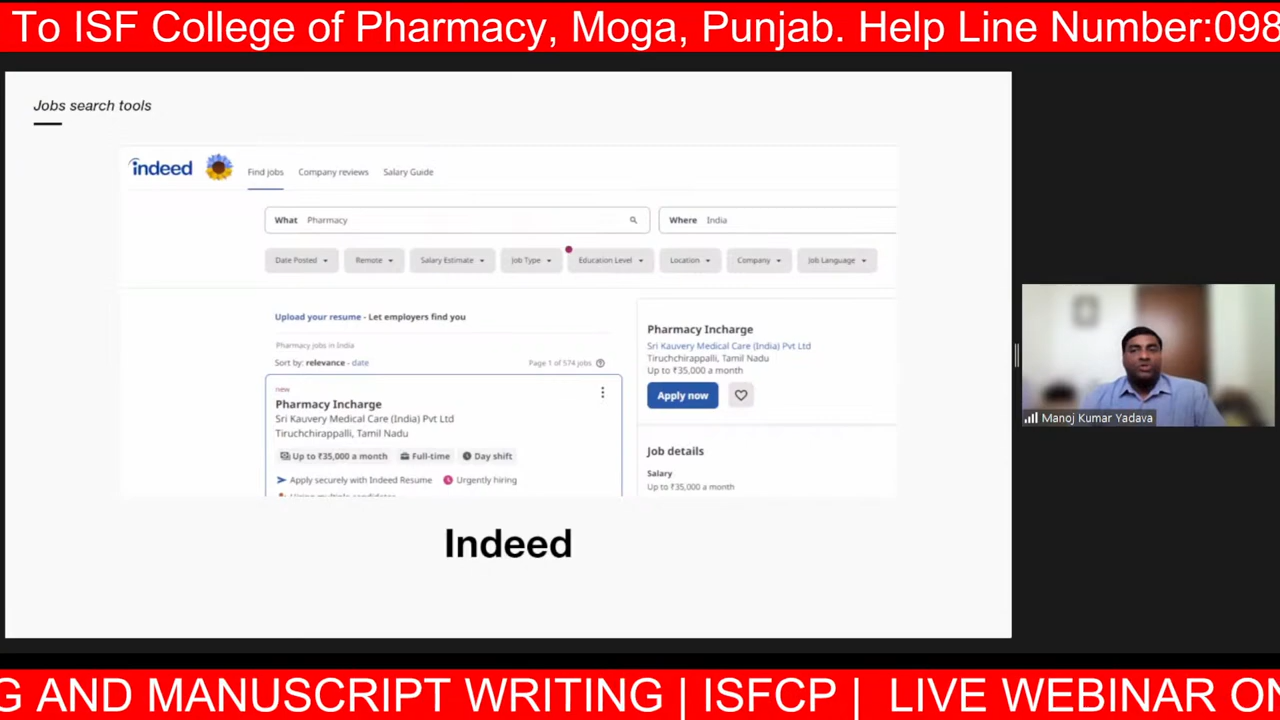 To ISF College of Pharmacy, Moga, Punjab. Help Line Number:098
Jobs search tools
indeed
Find jobs Company reviews Salary Guide
What Pharmacy
Where India
Date Posted Remote Salary Estimate Job Type Education Level Location Company Job Language
Upload your resume - Let employers find you
Pharmacy jobs in India
Sort by: relevance - date
Page 1 of 574 jobs
new
Pharmacy Incharge
Sri Kauvery Medical Care (India) Pvt Ltd
Tiruchchirappalli, Tamil Nadu
Up to ₹35,000 a month Full-time Day shift
Apply securely with Indeed Resume Urgently hiring
Pharmacy Incharge
Sri Kauvery Medical Care (India) Pvt Ltd
Tiruchchirappalli, Tamil Nadu
Up to ₹35,000 a month
Apply now
Job details
Salary
Up to ₹35,000 a month
Indeed
Manoj Kumar Yadava
G AND MANUSCRIPT WRITING | ISFCP | LIVE WEBINAR ON